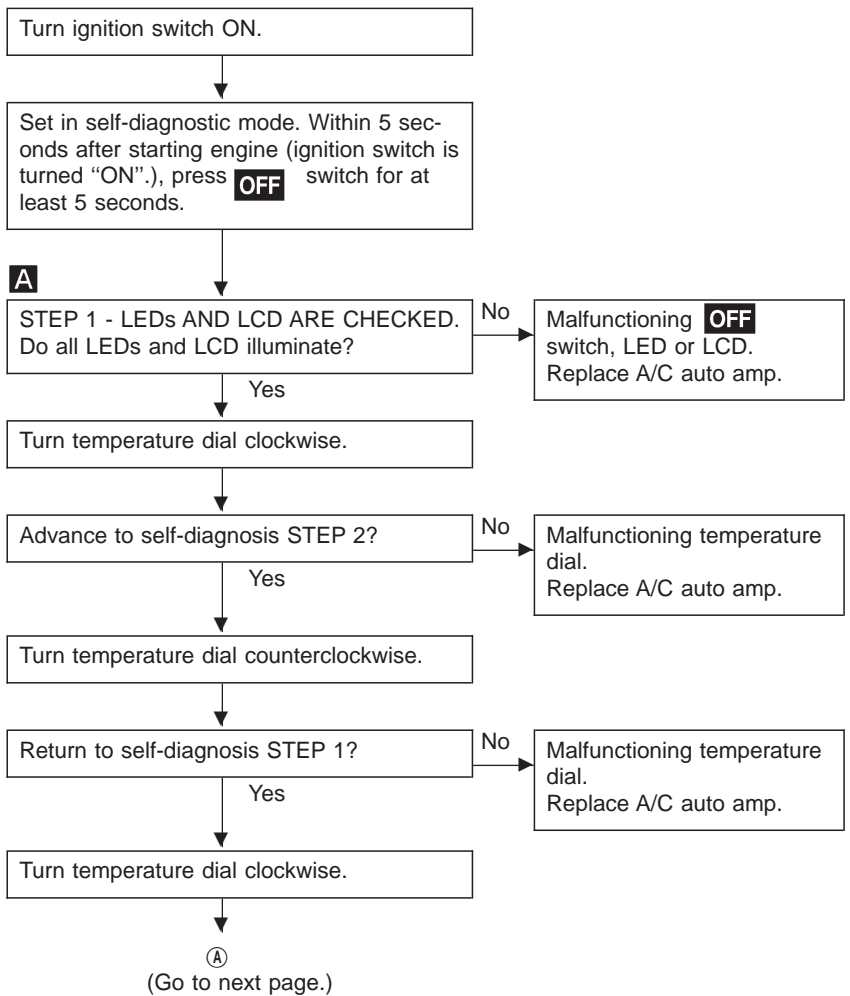 Turn ignition switch ON.
Set in self-diagnostic mode. Within 5 sec-
onds after starting engine (ignition switch is
turned “ON”.), press OFF switch for at
least 5 seconds.
A
STEP 1 - LEDs AND LCD ARE CHECKED.
Do all LEDs and LCD illuminate?
No
Malfunctioning OFF
switch, LED or LCD.
Replace A/C auto amp.
Yes
Turn temperature dial clockwise.
Advance to self-diagnosis STEP 2?
No
Malfunctioning temperature
dial.
Replace A/C auto amp.
Yes
Turn temperature dial counterclockwise.
Return to self-diagnosis STEP 1?
No
Malfunctioning temperature
dial.
Replace A/C auto amp.
Yes
Turn temperature dial clockwise.
Ⓐ
(Go to next page.)